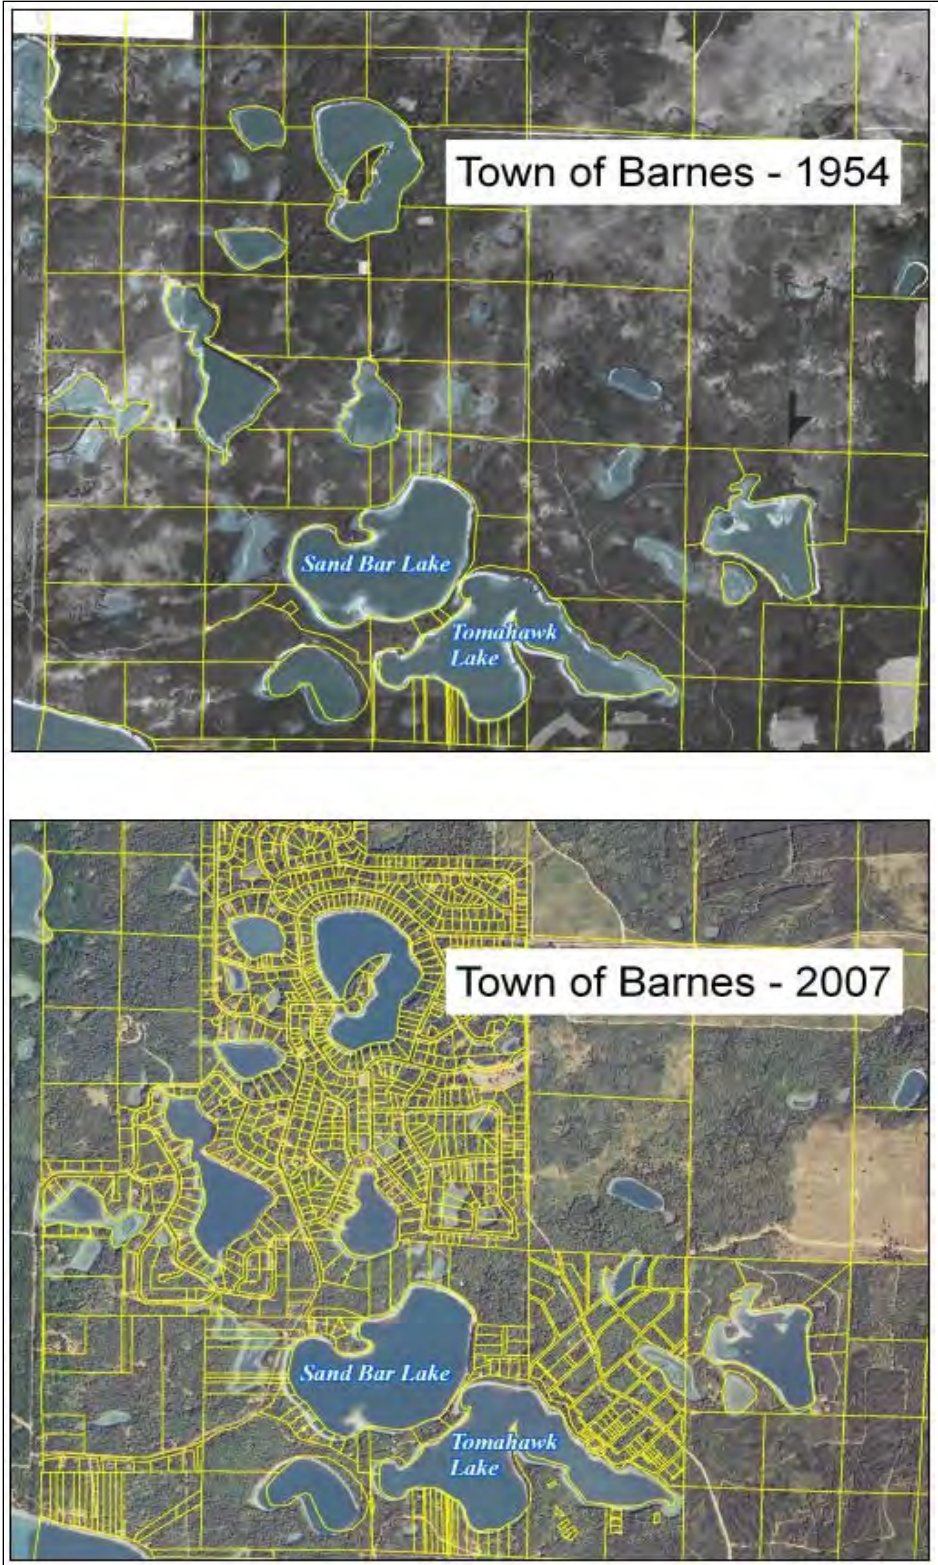 Town of Barnes - 1954
Sand Bar Lake
Tomahawk
Lake
Town of Barnes - 2007
Sand Bar Lake
Tomahawk
Lake